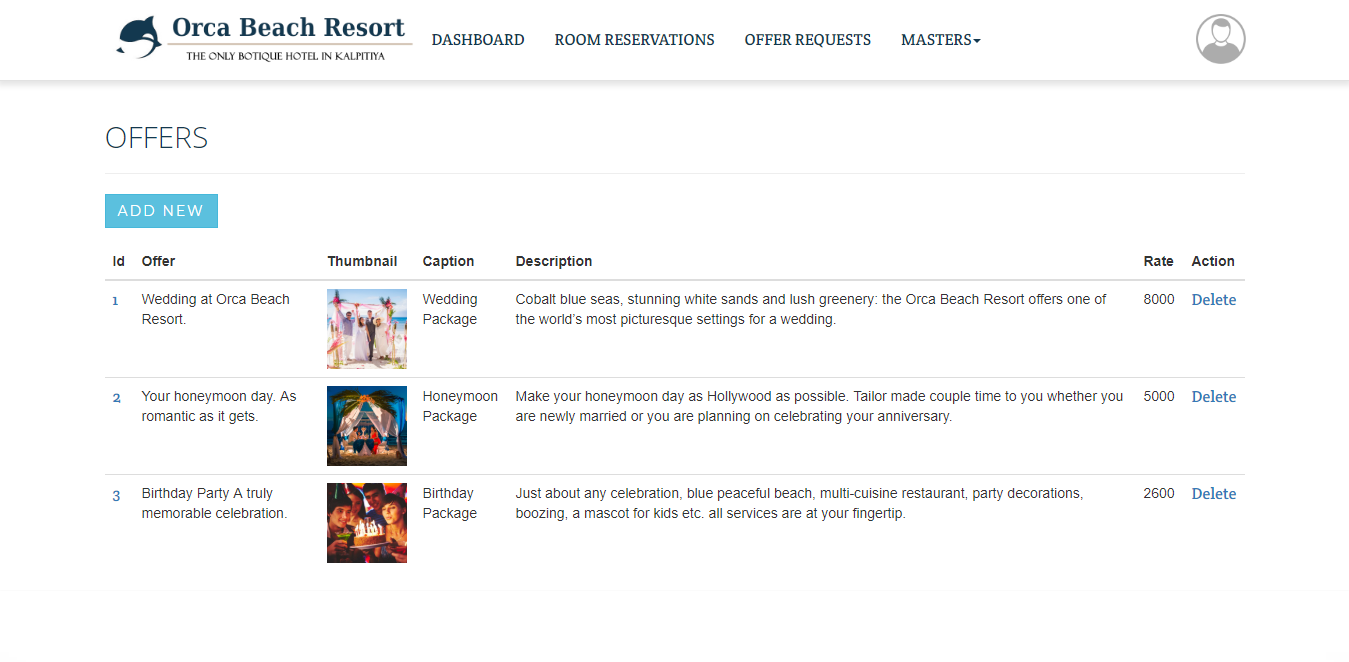 Orca Beach Resort
THE ONLY BOTIQUE HOTEL IN KALPITIYA
DASHBOARD ROOM RESERVATIONS OFFER REQUESTS MASTERS
OFFERS
ADD NEW
Id Offer Thumbnail Caption Description Rate Action
1 Wedding at Orca Beach Wedding Cobalt blue seas, stunning white sands and lush greenery: the Orca Beach Resort offers one of 8000 Delete
Resort. Package the world’s most picturesque settings for a wedding.
2 Your honeymoon day. As Honeymoon Make your honeymoon day as Hollywood as possible. Tailor made couple time to you whether you 5000 Delete
romantic as it gets. Package are newly married or you are planning on celebrating your anniversary.
3 Birthday Party A truly Birthday Just about any celebration, blue peaceful beach, multi-cuisine restaurant, party decorations, 2600 Delete
memorable celebration. Package boozing, a mascot for kids etc. all services are at your fingertip.